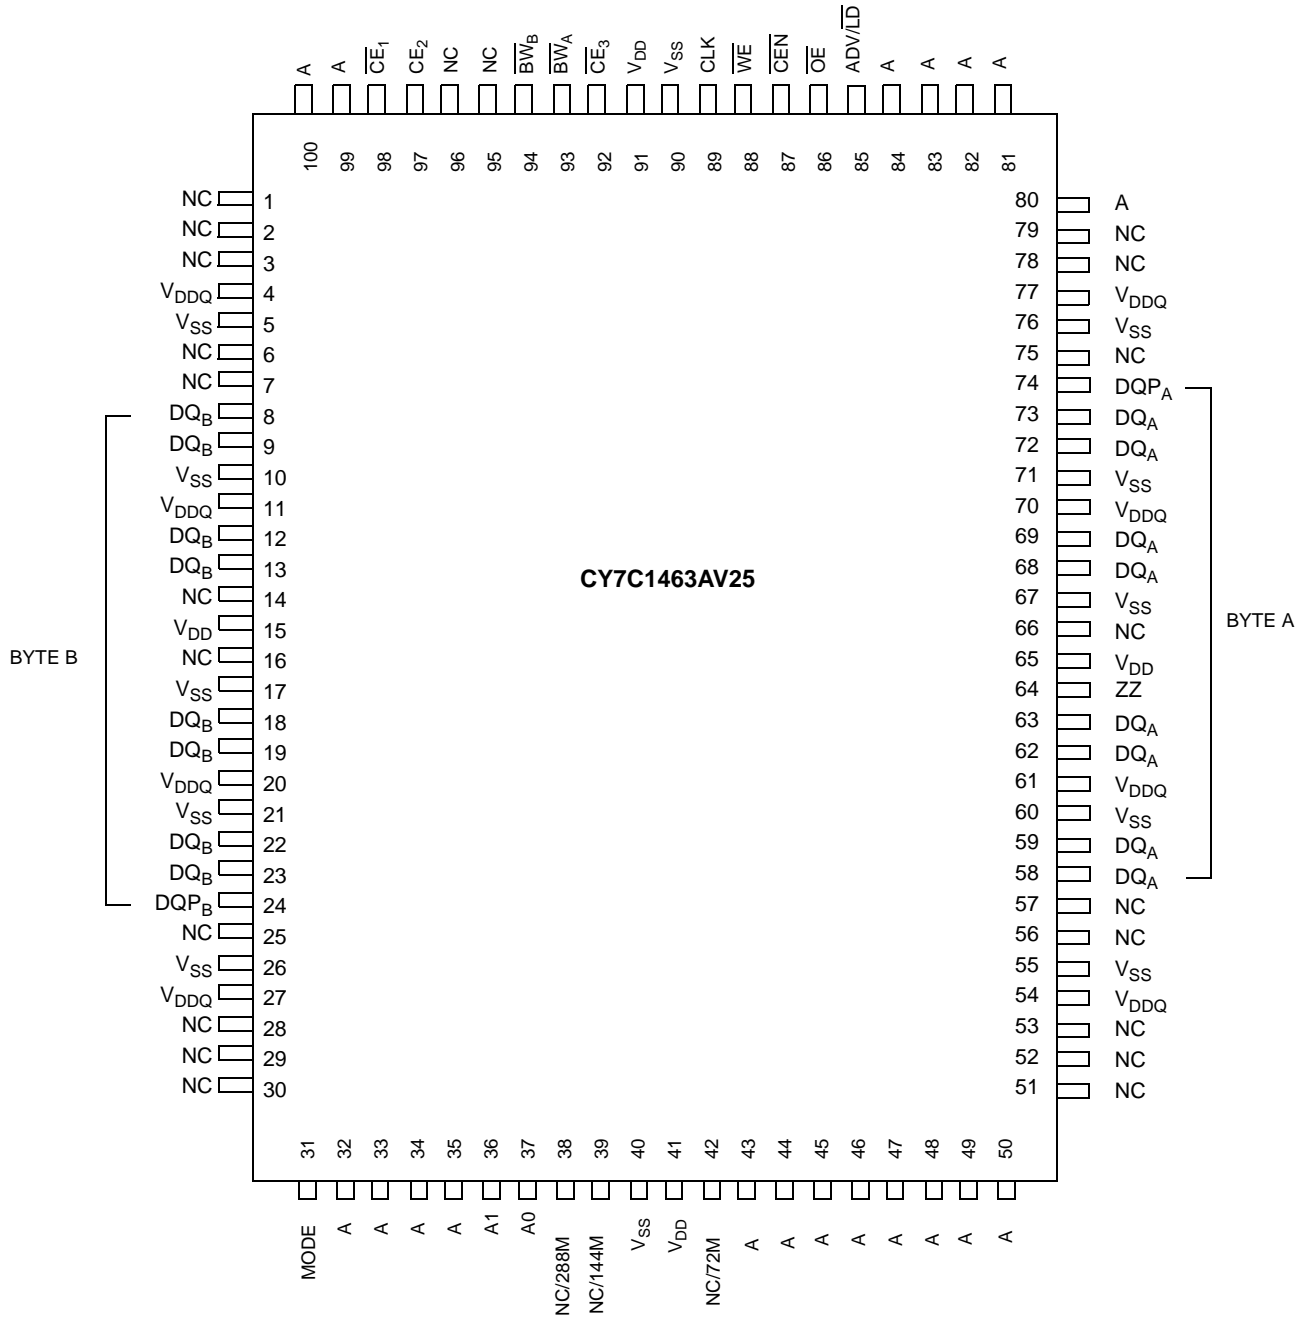 A A CE1 CE2 NC NC BWB BWA CE3 VDD VSS CLK WE CEN OE ADV/LD A A A A
100 99 98 97 96 95 94 93 92 91 90 89 88 87 86 85 84 83 82 81
NC 1 80 A
NC 2 79 NC
NC 3 78 NC
VDDQ 4 77 VDDQ
VSS 5 76 VSS
NC 6 75 NC
NC 7 74 DQPA
DQB 8 73 DQA
DQB 9 72 DQA
VSS 10 71 VSS
VDDQ 11 70 VDDQ
DQB 12 69 DQA
DQB 13 68 DQA
CY7C1463AV25
NC 14 67 VSS
BYTE A
VDD 15 66 NC
BYTE B
NC 16 65 VDD
VSS 17 64 ZZ
DQB 18 63 DQA
DQB 19 62 DQA
VDDQ 20 61 VDDQ
VSS 21 60 VSS
DQB 22 59 DQA
DQB 23 58 DQA
DQPB 24 57 NC
NC 25 56 NC
VSS 26 55 VSS
VDDQ 27 54 VDDQ
NC 28 53 NC
NC 29 52 NC
NC 30 51 NC
31 32 33 34 35 36 37 38 39 40 41 42 43 44 45 46 47 48 49 50
MODE A A A A A1 A0 NC/288M NC/144M VSS VDD NC/72M A A A A A A A A